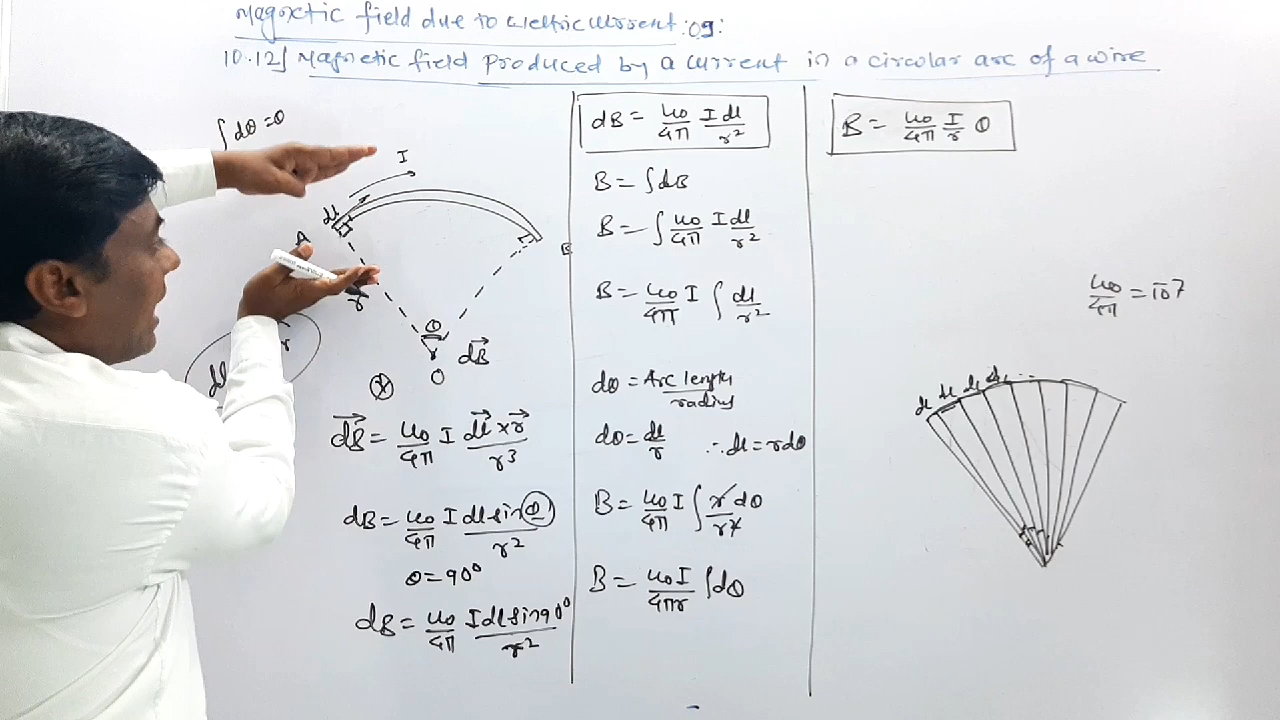 Magnetic field due to electric current :09:
10.12] Magnetic field produced by a current in a circular arc of a wire
∫dθ=θ
I
dl
A
B
r
θ
O
dB⃗
dl
r
dB⃗ = μ0/4π I dl⃗ × r⃗/r³
dB = μ0/4π I dl sin θ/r²
θ = 90°
dB = μ0/4π I dl sin 90°/r²
dB = μ0/4π I dl/r²
B = ∫dB
B = ∫ μ0/4π I dl/r²
B = μ0/4π I ∫ dl/r²
dθ = Arc length/radius
dθ = dl/r ∴ dl = r dθ
B = μ0/4π I ∫ r dθ/r²
B = μ0 I/4πr ∫dθ
B = μ0/4π I/r θ
μ0/4π = 10⁻⁷
dl dl dl dl ...